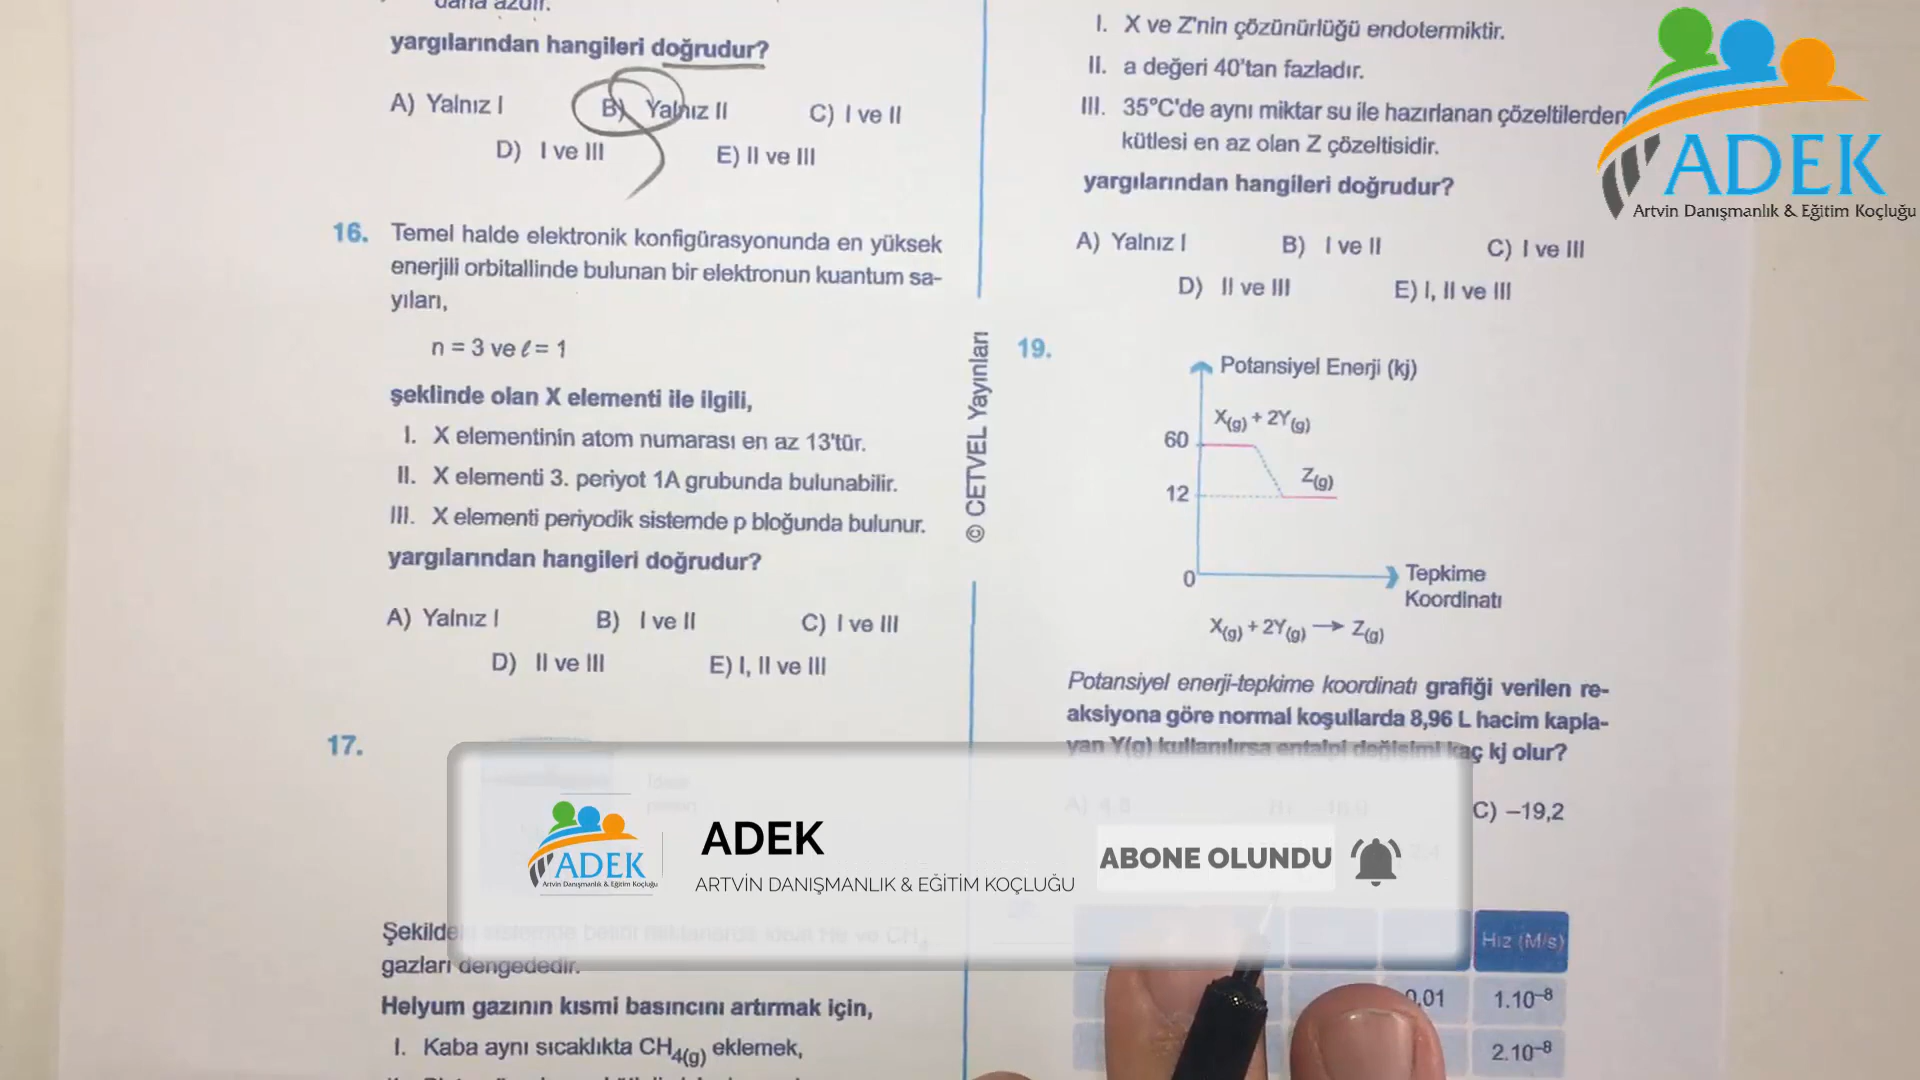 daha azdır.
yargılarından hangileri doğrudur?
A) Yalnız I
B) Yalnız II
C) I ve II
D) I ve III
E) II ve III
16. Temel halde elektronik konfigürasyonunda en yüksek
enerjili orbitallinde bulunan bir elektronun kuantum sa-
yıları,
n = 3 ve ℓ = 1
şeklinde olan X elementi ile ilgili,
I. X elementinin atom numarası en az 13'tür.
II. X elementi 3. periyot 1A grubunda bulunabilir.
III. X elementi periyodik sistemde p bloğunda bulunur.
yargılarından hangileri doğrudur?
A) Yalnız I
B) I ve II
C) I ve III
D) II ve III
E) I, II ve III
17.
Şekilde
gazları dengededir.
Helyum gazının kısmi basıncını artırmak için,
I. Kaba aynı sıcaklıkta CH4(g) eklemek,
© CETVEL Yayınları
I. X ve Z'nin çözünürlüğü endotermiktir.
II. a değeri 40'tan fazladır.
III. 35°C'de aynı miktar su ile hazırlanan çözeltilerden
kütlesi en az olan Z çözeltisidir.
yargılarından hangileri doğrudur?
A) Yalnız I
B) I ve II
C) I ve III
D) II ve III
E) I, II ve III
19.
Potansiyel Enerji (kj)
X(g) + 2Y(g)
60
Z(g)
12
0
Tepkime
Koordinatı
X(g) + 2Y(g) → Z(g)
Potansiyel enerji-tepkime koordinatı grafiği verilen re-
aksiyona göre normal koşullarda 8,96 L hacim kapla-
yan Y(g) kullanılırsa entalpi değişimi kaç kj olur?
C) –19,2
Hız (M/s)
0,01
1.10⁻⁸
2.10⁻⁸
ADEK
Artvin Danışmanlık & Eğitim Koçluğu
ADEK
Artvin Danışmanlık & Eğitim Koçluğu
ADEK
ARTVİN DANIŞMANLIK & EĞİTİM KOÇLUĞU
ABONE OLUNDU